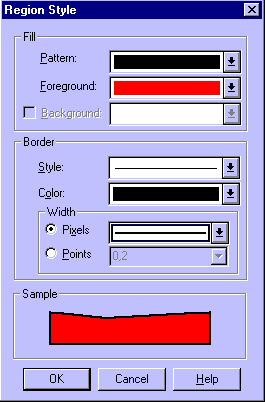 Region Style
Fill
Pattern:
Foreground:
Background:
Border
Style:
Color:
Width
Pixels
Points
0,2
Sample
OK
Cancel
Help